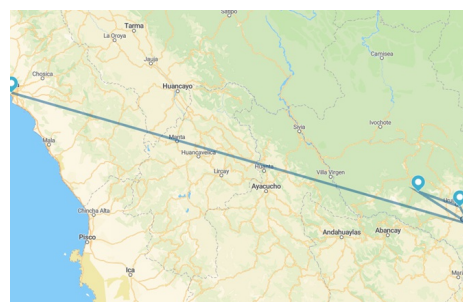 Satipo
Tarma
La Oroya
Jauja
Camisea
Chosica
Huancayo
Ivochote
Sivia
Mala
Manta
Huancavelica
Lircay
Huanta
Villa Virgen
Ayacucho
Chincha Alta
Andahuaylas
Abancay
Pisco
Ica